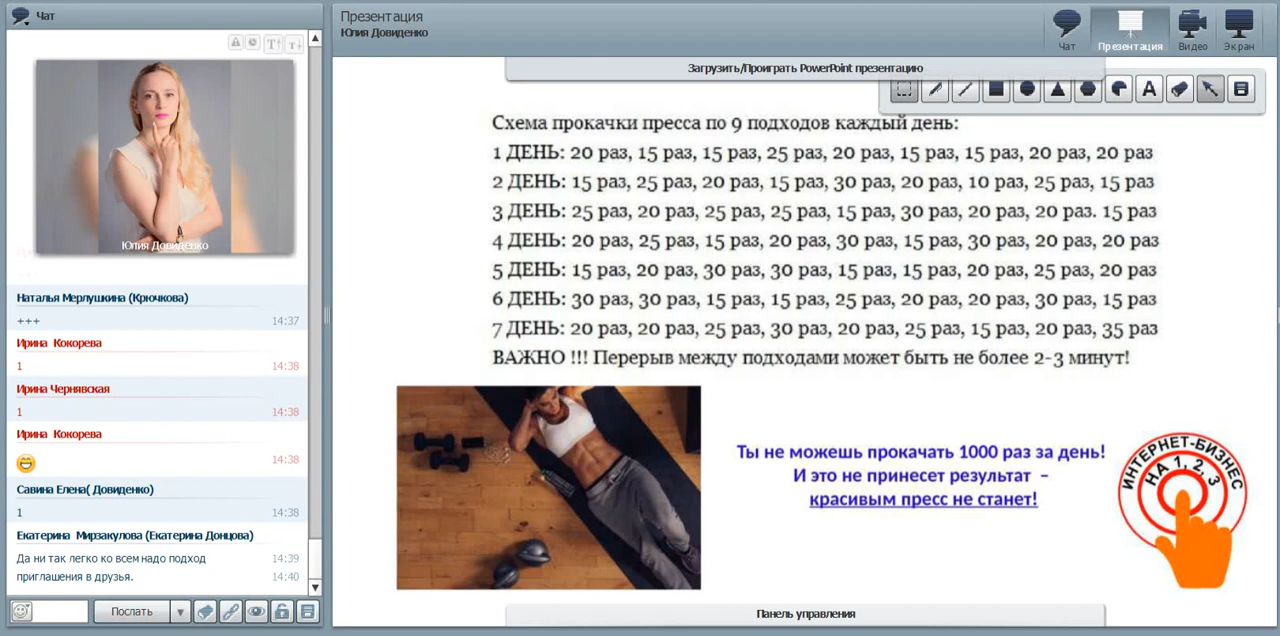 Чат
Юлия Довиденко
Наталья Мерлушкина (Крючкова)
+++ 14:37
Ирина Кокорева
1 14:38
Ирина Чернявская
1 14:38
Ирина Кокорева
14:38
Савина Елена( Довиденко)
1 14:38
Екатерина Мирзакулова (Екатерина Донцова)
Да ни так легко ко всем надо подход 14:39
приглашения в друзья. 14:40
Послать
Презентация
Юлия Довиденко
Чат
Презентация
Видео
Экран
Загрузить/Проиграть PowerPoint презентацию
Схема прокачки пресса по 9 подходов каждый день:
1 ДЕНЬ: 20 раз, 15 раз, 15 раз, 25 раз, 20 раз, 15 раз, 15 раз, 20 раз, 20 раз
2 ДЕНЬ: 15 раз, 25 раз, 20 раз, 15 раз, 30 раз, 20 раз, 10 раз, 25 раз, 15 раз
3 ДЕНЬ: 25 раз, 20 раз, 25 раз, 25 раз, 15 раз, 30 раз, 20 раз, 20 раз. 15 раз
4 ДЕНЬ: 20 раз, 25 раз, 15 раз, 20 раз, 30 раз, 15 раз, 30 раз, 20 раз, 20 раз
5 ДЕНЬ: 15 раз, 20 раз, 30 раз, 30 раз, 15 раз, 15 раз, 20 раз, 25 раз, 20 раз
6 ДЕНЬ: 30 раз, 30 раз, 15 раз, 15 раз, 25 раз, 20 раз, 20 раз, 30 раз, 15 раз
7 ДЕНЬ: 20 раз, 20 раз, 25 раз, 30 раз, 20 раз, 25 раз, 15 раз, 20 раз, 35 раз
ВАЖНО !!! Перерыв между подходами может быть не более 2-3 минут!
Ты не можешь прокачать 1000 раз за день!
И это не принесет результат –
красивым пресс не станет!
ИНТЕРНЕТ-БИЗНЕС
НА 1, 2, 3
Панель управления